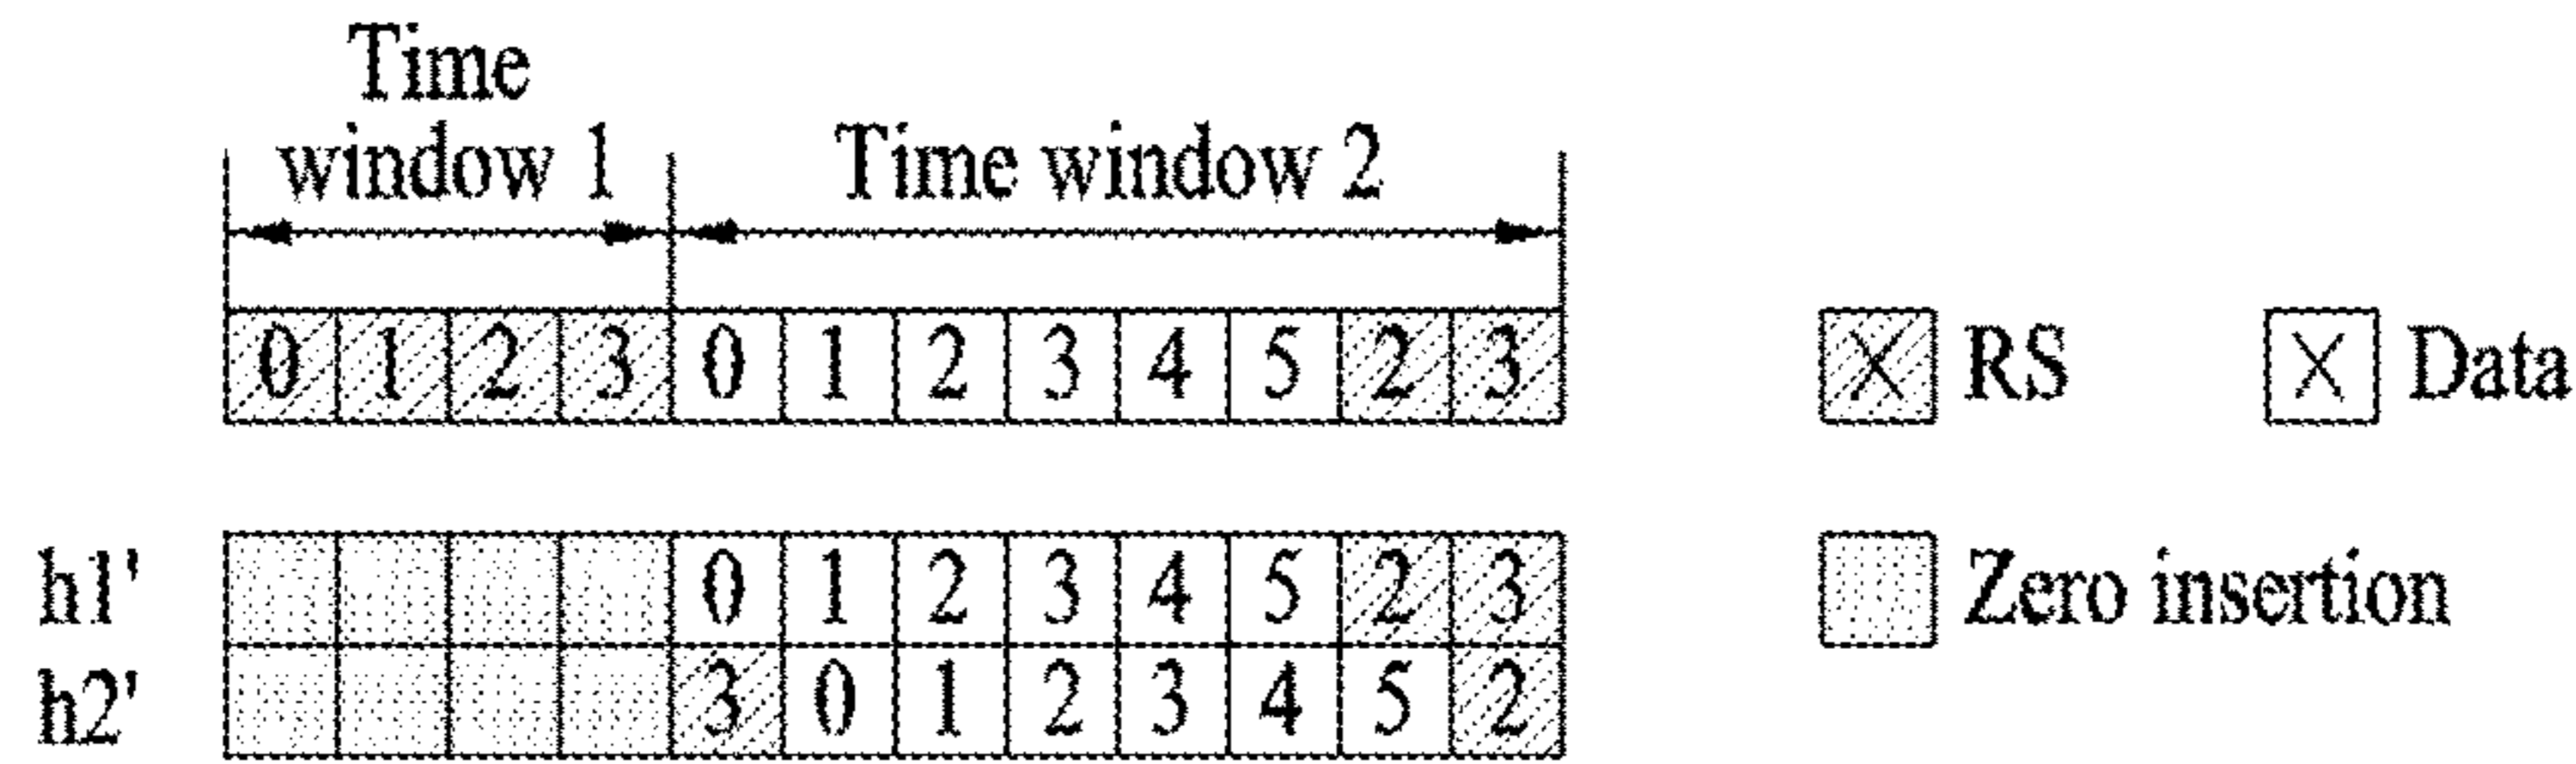 Time
window 1 Time window 2
0 1 2 3 0 1 2 3 4 5 2 3 X RS X Data
h1' 0 1 2 3 4 5 2 3 Zero insertion
h2' 3 0 1 2 3 4 5 2